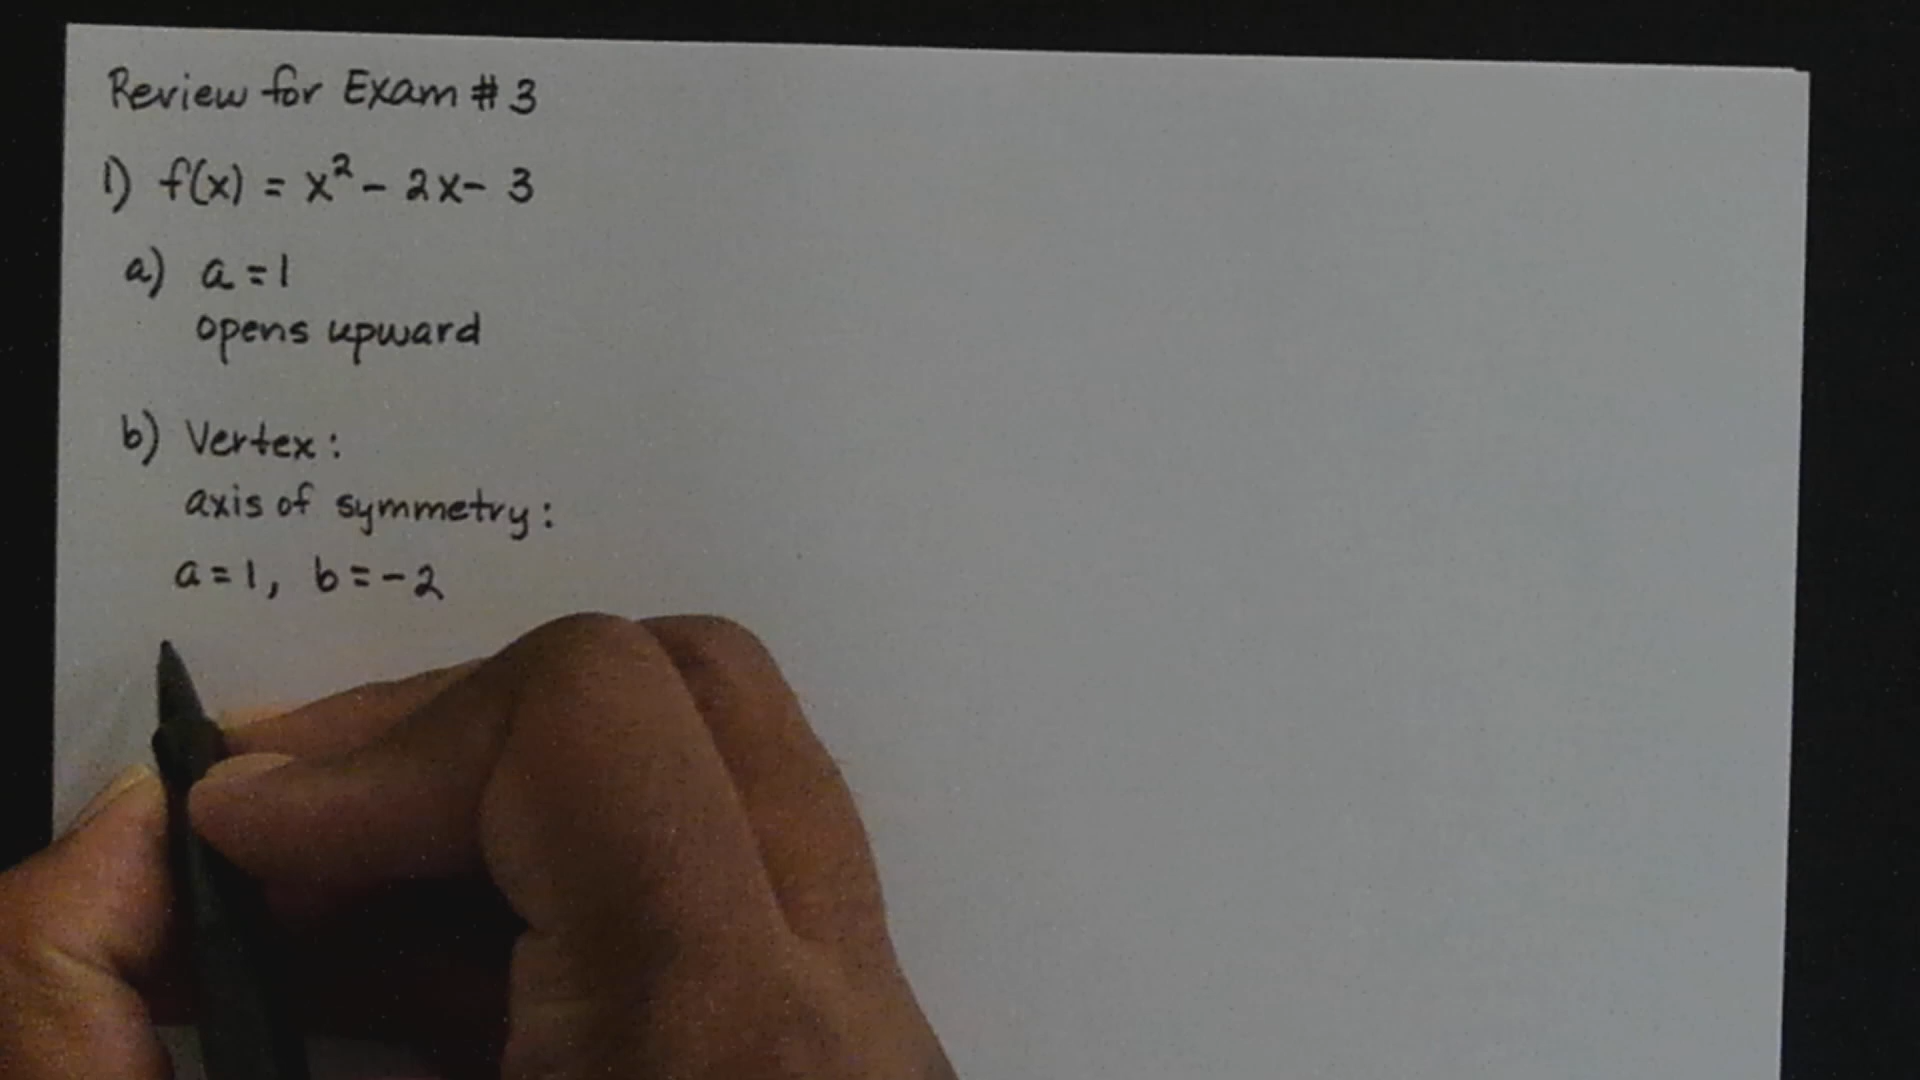 Review for Exam # 3
1) f(x) = x² - 2x - 3
a) a = 1
opens upward
b) Vertex:
axis of symmetry:
a = 1, b = -2